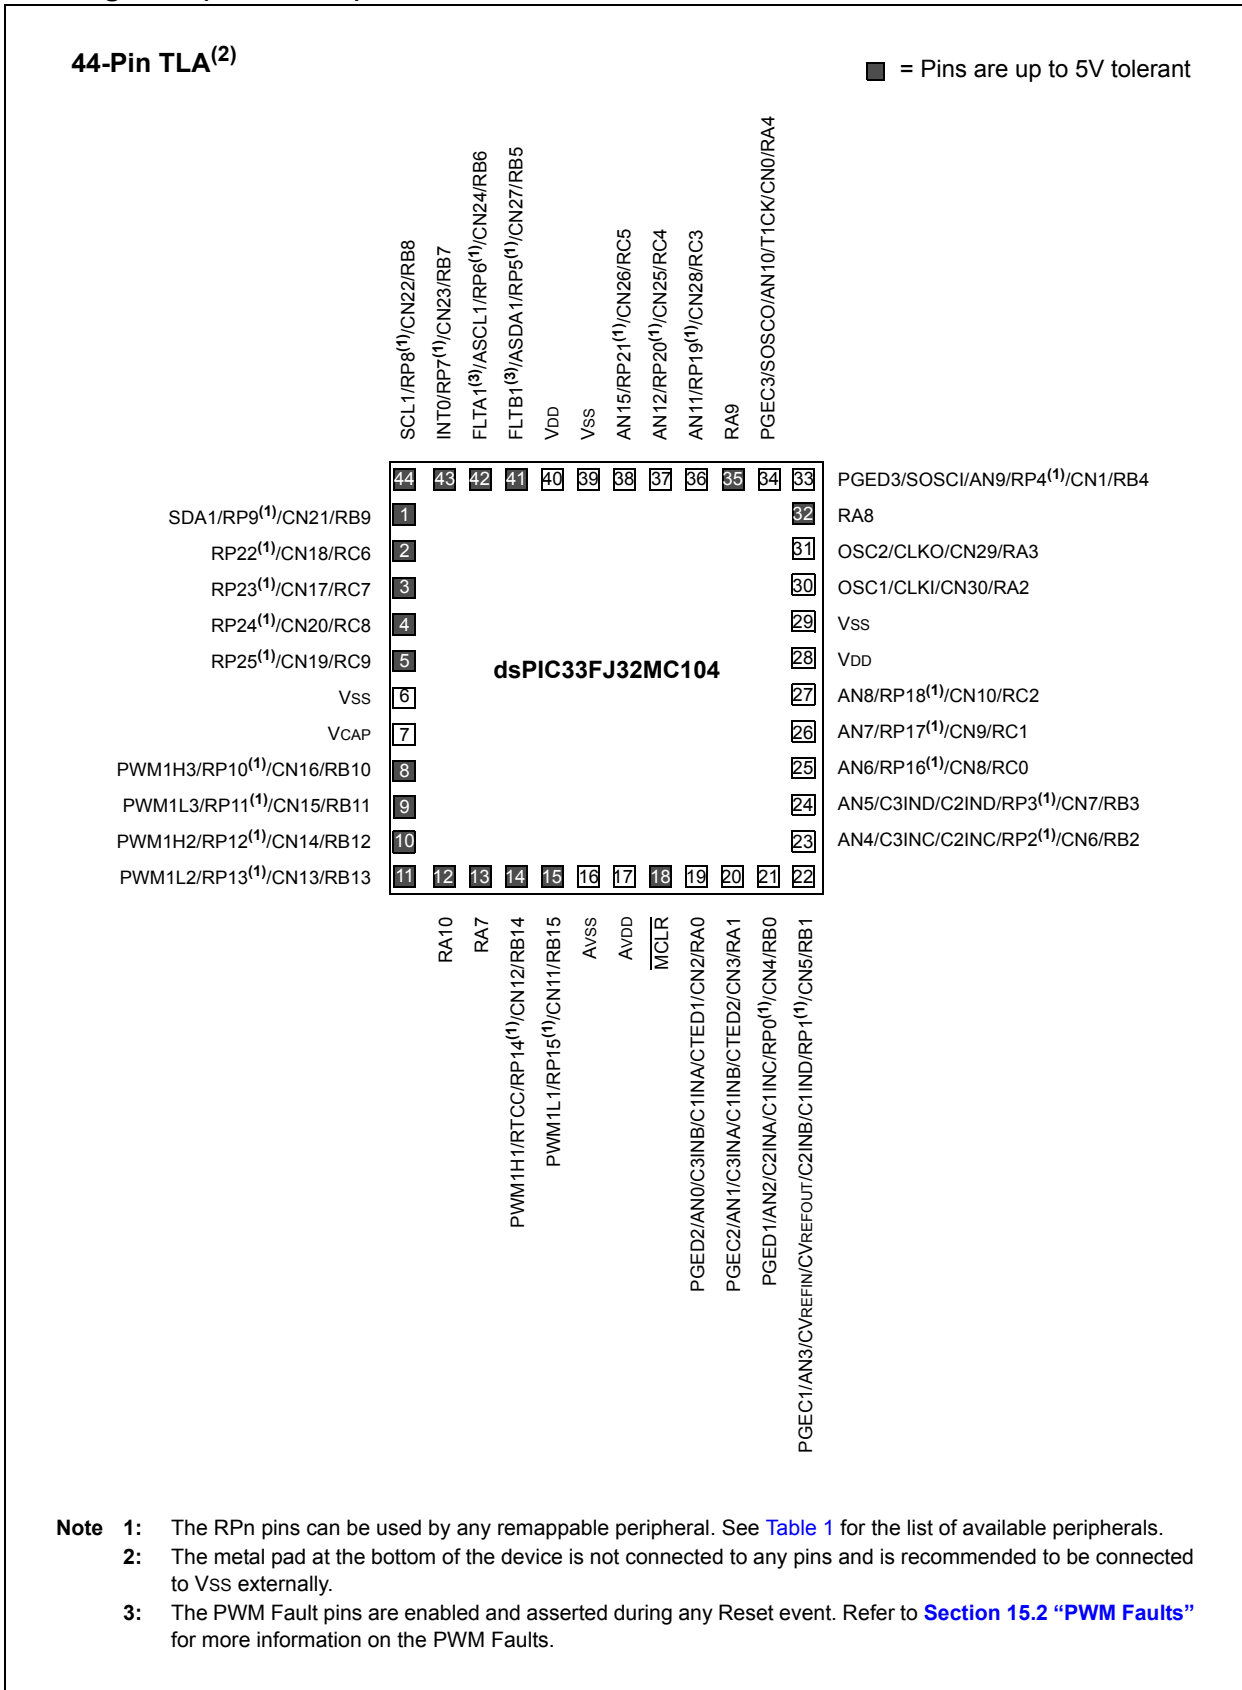 44-Pin TLA(2)
= Pins are up to 5V tolerant
SCL1/RP8(1)/CN22/RB8
INT0/RP7(1)/CN23/RB7
FLTA1(3)/ASCL1/RP6(1)/CN24/RB6
FLTB1(3)/ASDA1/RP5(1)/CN27/RB5
VDD
VSS
AN15/RP21(1)/CN26/RC5
AN12/RP20(1)/CN25/RC4
AN11/RP19(1)/CN28/RC3
RA9
PGEC3/SOSCO/AN10/T1CK/CN0/RA4
44 43 42 41 40 39 38 37 36 35 34 33 PGED3/SOSCI/AN9/RP4(1)/CN1/RB4
SDA1/RP9(1)/CN21/RB9 1 32 RA8
RP22(1)/CN18/RC6 2 31 OSC2/CLKO/CN29/RA3
RP23(1)/CN17/RC7 3 30 OSC1/CLKI/CN30/RA2
RP24(1)/CN20/RC8 4 29 VSS
RP25(1)/CN19/RC9 5 dsPIC33FJ32MC104 28 VDD
VSS 6 27 AN8/RP18(1)/CN10/RC2
VCAP 7 26 AN7/RP17(1)/CN9/RC1
PWM1H3/RP10(1)/CN16/RB10 8 25 AN6/RP16(1)/CN8/RC0
PWM1L3/RP11(1)/CN15/RB11 9 24 AN5/C3IND/C2IND/RP3(1)/CN7/RB3
PWM1H2/RP12(1)/CN14/RB12 10 23 AN4/C3INC/C2INC/RP2(1)/CN6/RB2
PWM1L2/RP13(1)/CN13/RB13 11 12 13 14 15 16 17 18 19 20 21 22
RA10
RA7
PWM1H1/RTCC/RP14(1)/CN12/RB14
PWM1L1/RP15(1)/CN11/RB15
AVSS
AVDD
MCLR
PGED2/AN0/C3INB/C1INA/CTED1/CN2/RA0
PGEC2/AN1/C3INA/C1INB/CTED2/CN3/RA1
PGED1/AN2/C2INA/C1INC/RP0(1)/CN4/RB0
PGEC1/AN3/CVREFIN/CVREFOUT/C2INB/C1IND/RP1(1)/CN5/RB1
Note 1: The RPn pins can be used by any remappable peripheral. See Table 1 for the list of available peripherals.
2: The metal pad at the bottom of the device is not connected to any pins and is recommended to be connected
to VSS externally.
3: The PWM Fault pins are enabled and asserted during any Reset event. Refer to Section 15.2 “PWM Faults”
for more information on the PWM Faults.